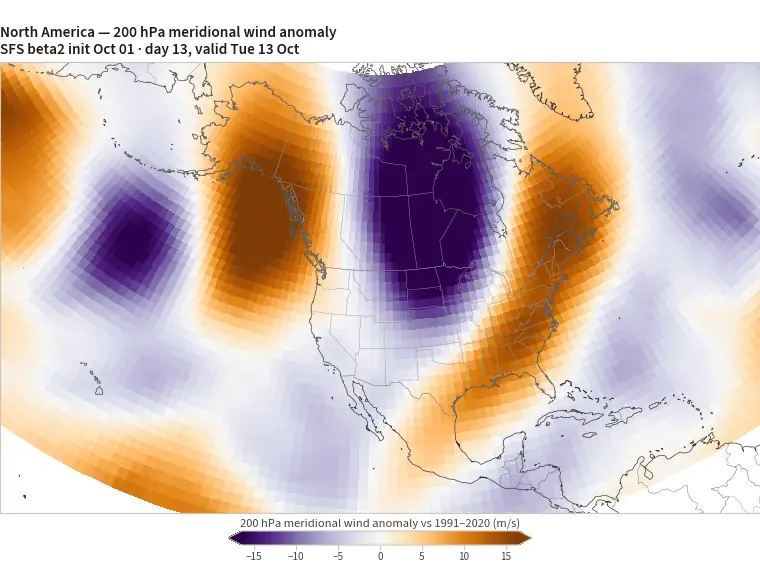 North America — 200 hPa meridional wind anomaly
SFS beta2 init Oct 01 · day 13, valid Tue 13 Oct
200 hPa meridional wind anomaly vs 1991–2020 (m/s)
−15 −10 −5 0 5 10 15